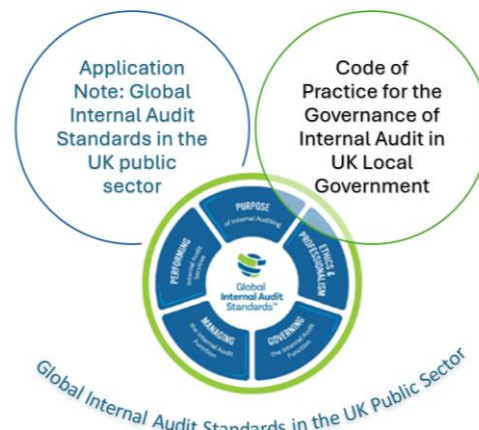 Application
Note: Global
Internal Audit
Standards in the
UK public
sector
Code of
Practice for the
Governance of
Internal Audit in
UK Local
Government
PURPOSE
of Internal Auditing
ETHICS &
PROFESSIONALISM
GOVERNING
the Internal Audit
Function
MANAGING
the Internal Audit
Function
PERFORMING
Internal Audit
Services
Global
Internal Audit
Standards™
Global Internal Audit Standards in the UK Public Sector